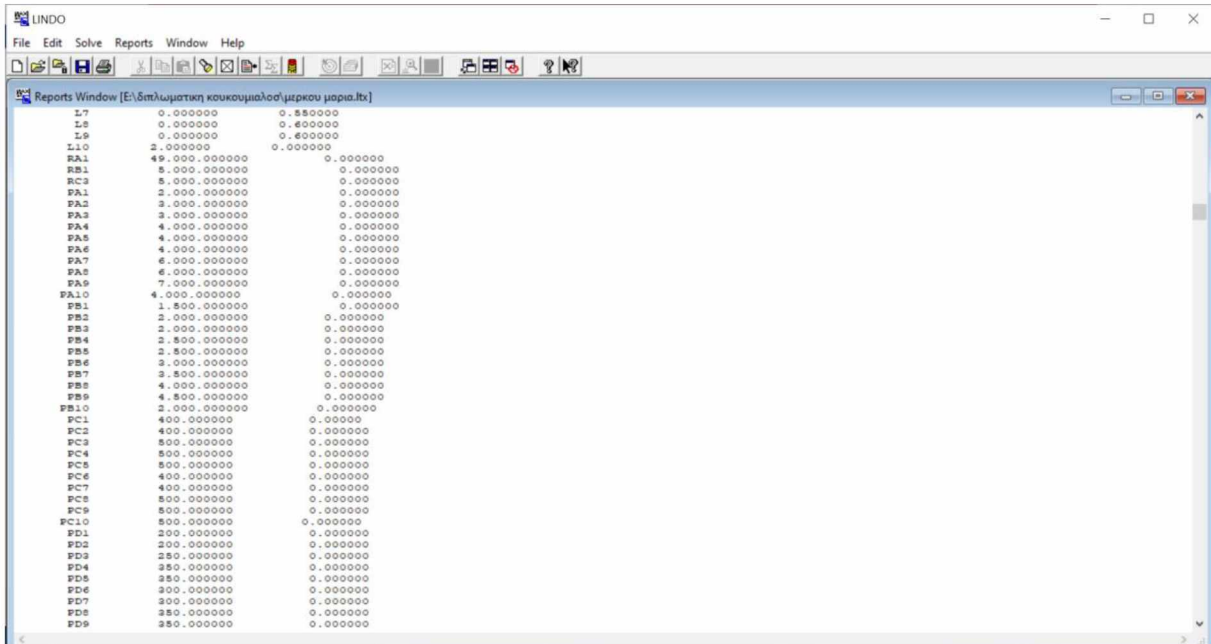 LINDO
File Edit Solve Reports Window Help
Reports Window [E:\διπλωματικη κουκουμιαλοσ\μερκου μαρια.ltx]
L7 0.000000 0.550000
L8 0.000000 0.600000
L9 0.000000 0.600000
L10 2.000000 0.000000
RA1 49.000.000000 0.000000
RB1 5.000.000000 0.000000
RC3 5.000.000000 0.000000
PA1 2.000.000000 0.000000
PA2 3.000.000000 0.000000
PA3 3.000.000000 0.000000
PA4 4.000.000000 0.000000
PA5 4.000.000000 0.000000
PA6 4.000.000000 0.000000
PA7 6.000.000000 0.000000
PA8 6.000.000000 0.000000
PA9 7.000.000000 0.000000
PA10 4.000.000000 0.000000
PB1 1.500.000000 0.000000
PB2 2.000.000000 0.000000
PB3 2.000.000000 0.000000
PB4 2.500.000000 0.000000
PB5 2.500.000000 0.000000
PB6 3.000.000000 0.000000
PB7 3.500.000000 0.000000
PB8 4.000.000000 0.000000
PB9 4.500.000000 0.000000
PB10 2.000.000000 0.000000
PC1 400.000000 0.00000
PC2 400.000000 0.000000
PC3 500.000000 0.000000
PC4 500.000000 0.000000
PC5 500.000000 0.000000
PC6 400.000000 0.000000
PC7 400.000000 0.000000
PC8 500.000000 0.000000
PC9 500.000000 0.000000
PC10 500.000000 0.000000
PD1 200.000000 0.000000
PD2 200.000000 0.000000
PD3 250.000000 0.000000
PD4 350.000000 0.000000
PD5 350.000000 0.000000
PD6 300.000000 0.000000
PD7 300.000000 0.000000
PD8 350.000000 0.000000
PD9 350.000000 0.000000